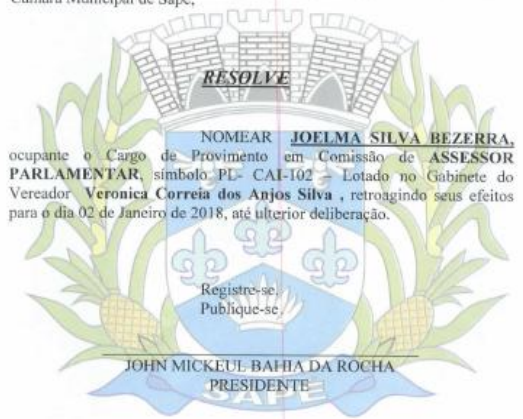 Câmara Municipal de Sapé,
RESOLVE
NOMEAR JOELMA SILVA BEZERRA,
ocupante o Cargo de Provimento em Comissão de ASSESSOR
PARLAMENTAR, símbolo PL- CAI-102 – Lotado no Gabinete do
Vereador Veronica Correia dos Anjos Silva , retroagindo seus efeitos
para o dia 02 de Janeiro de 2018, até ulterior deliberação.
Registre-se.
Publique-se.
JOHN MICKEUL BAHIA DA ROCHA
PRESIDENTE
SAPÉ